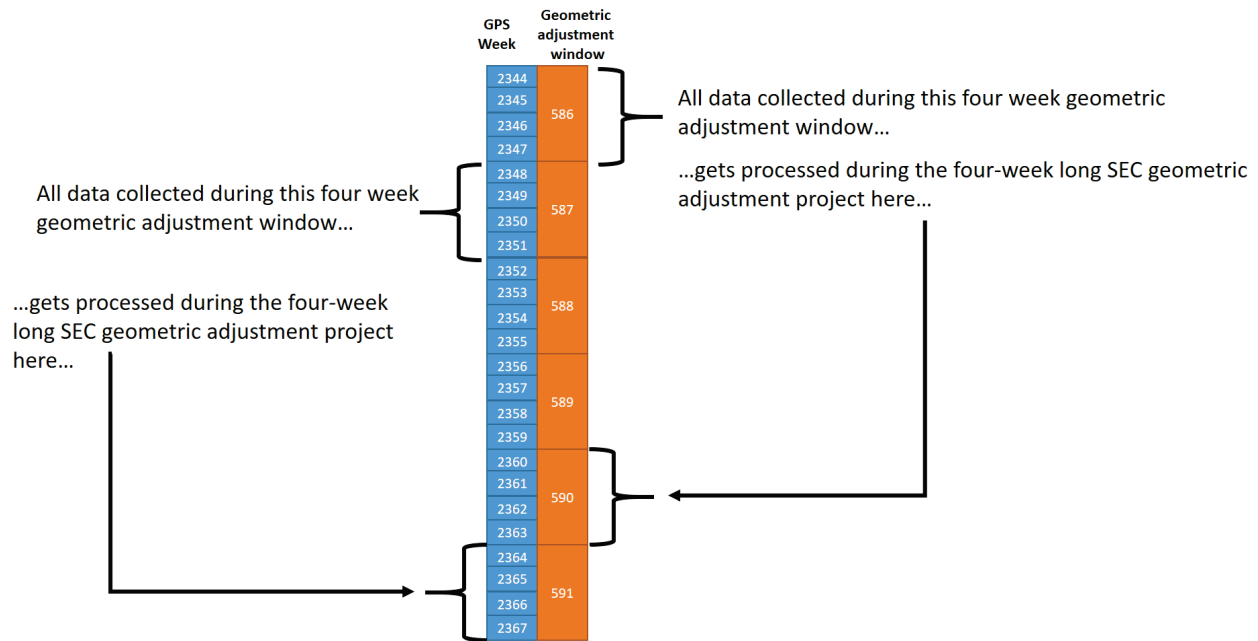 GPS
Week
Geometric
adjustment
window
2344
2345
2346
2347
2348
2349
2350
2351
2352
2353
2354
2355
2356
2357
2358
2359
2360
2361
2362
2363
2364
2365
2366
2367
586
587
588
589
590
591
All data collected during this four week geometric
adjustment window…
…gets processed during the four-week long SEC geometric
adjustment project here…
All data collected during this four week
geometric adjustment window…
…gets processed during the four-week
long SEC geometric adjustment project
here…